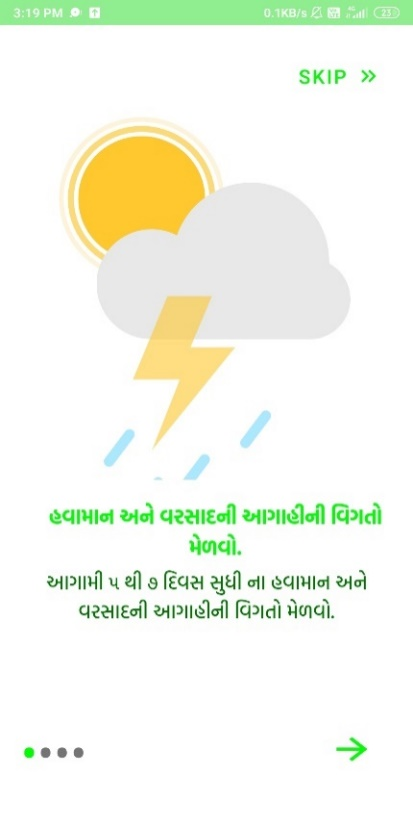 3:19 PM
0.1KB/s 4G 23
SKIP >>
હવામાન અને વરસાદની આગાહીની વિગતો
મેળવો.
આગામી ૫ થી ૭ દિવસ સુધી ના હવામાન અને
વરસાદની આગાહીની વિગતો મેળવો.